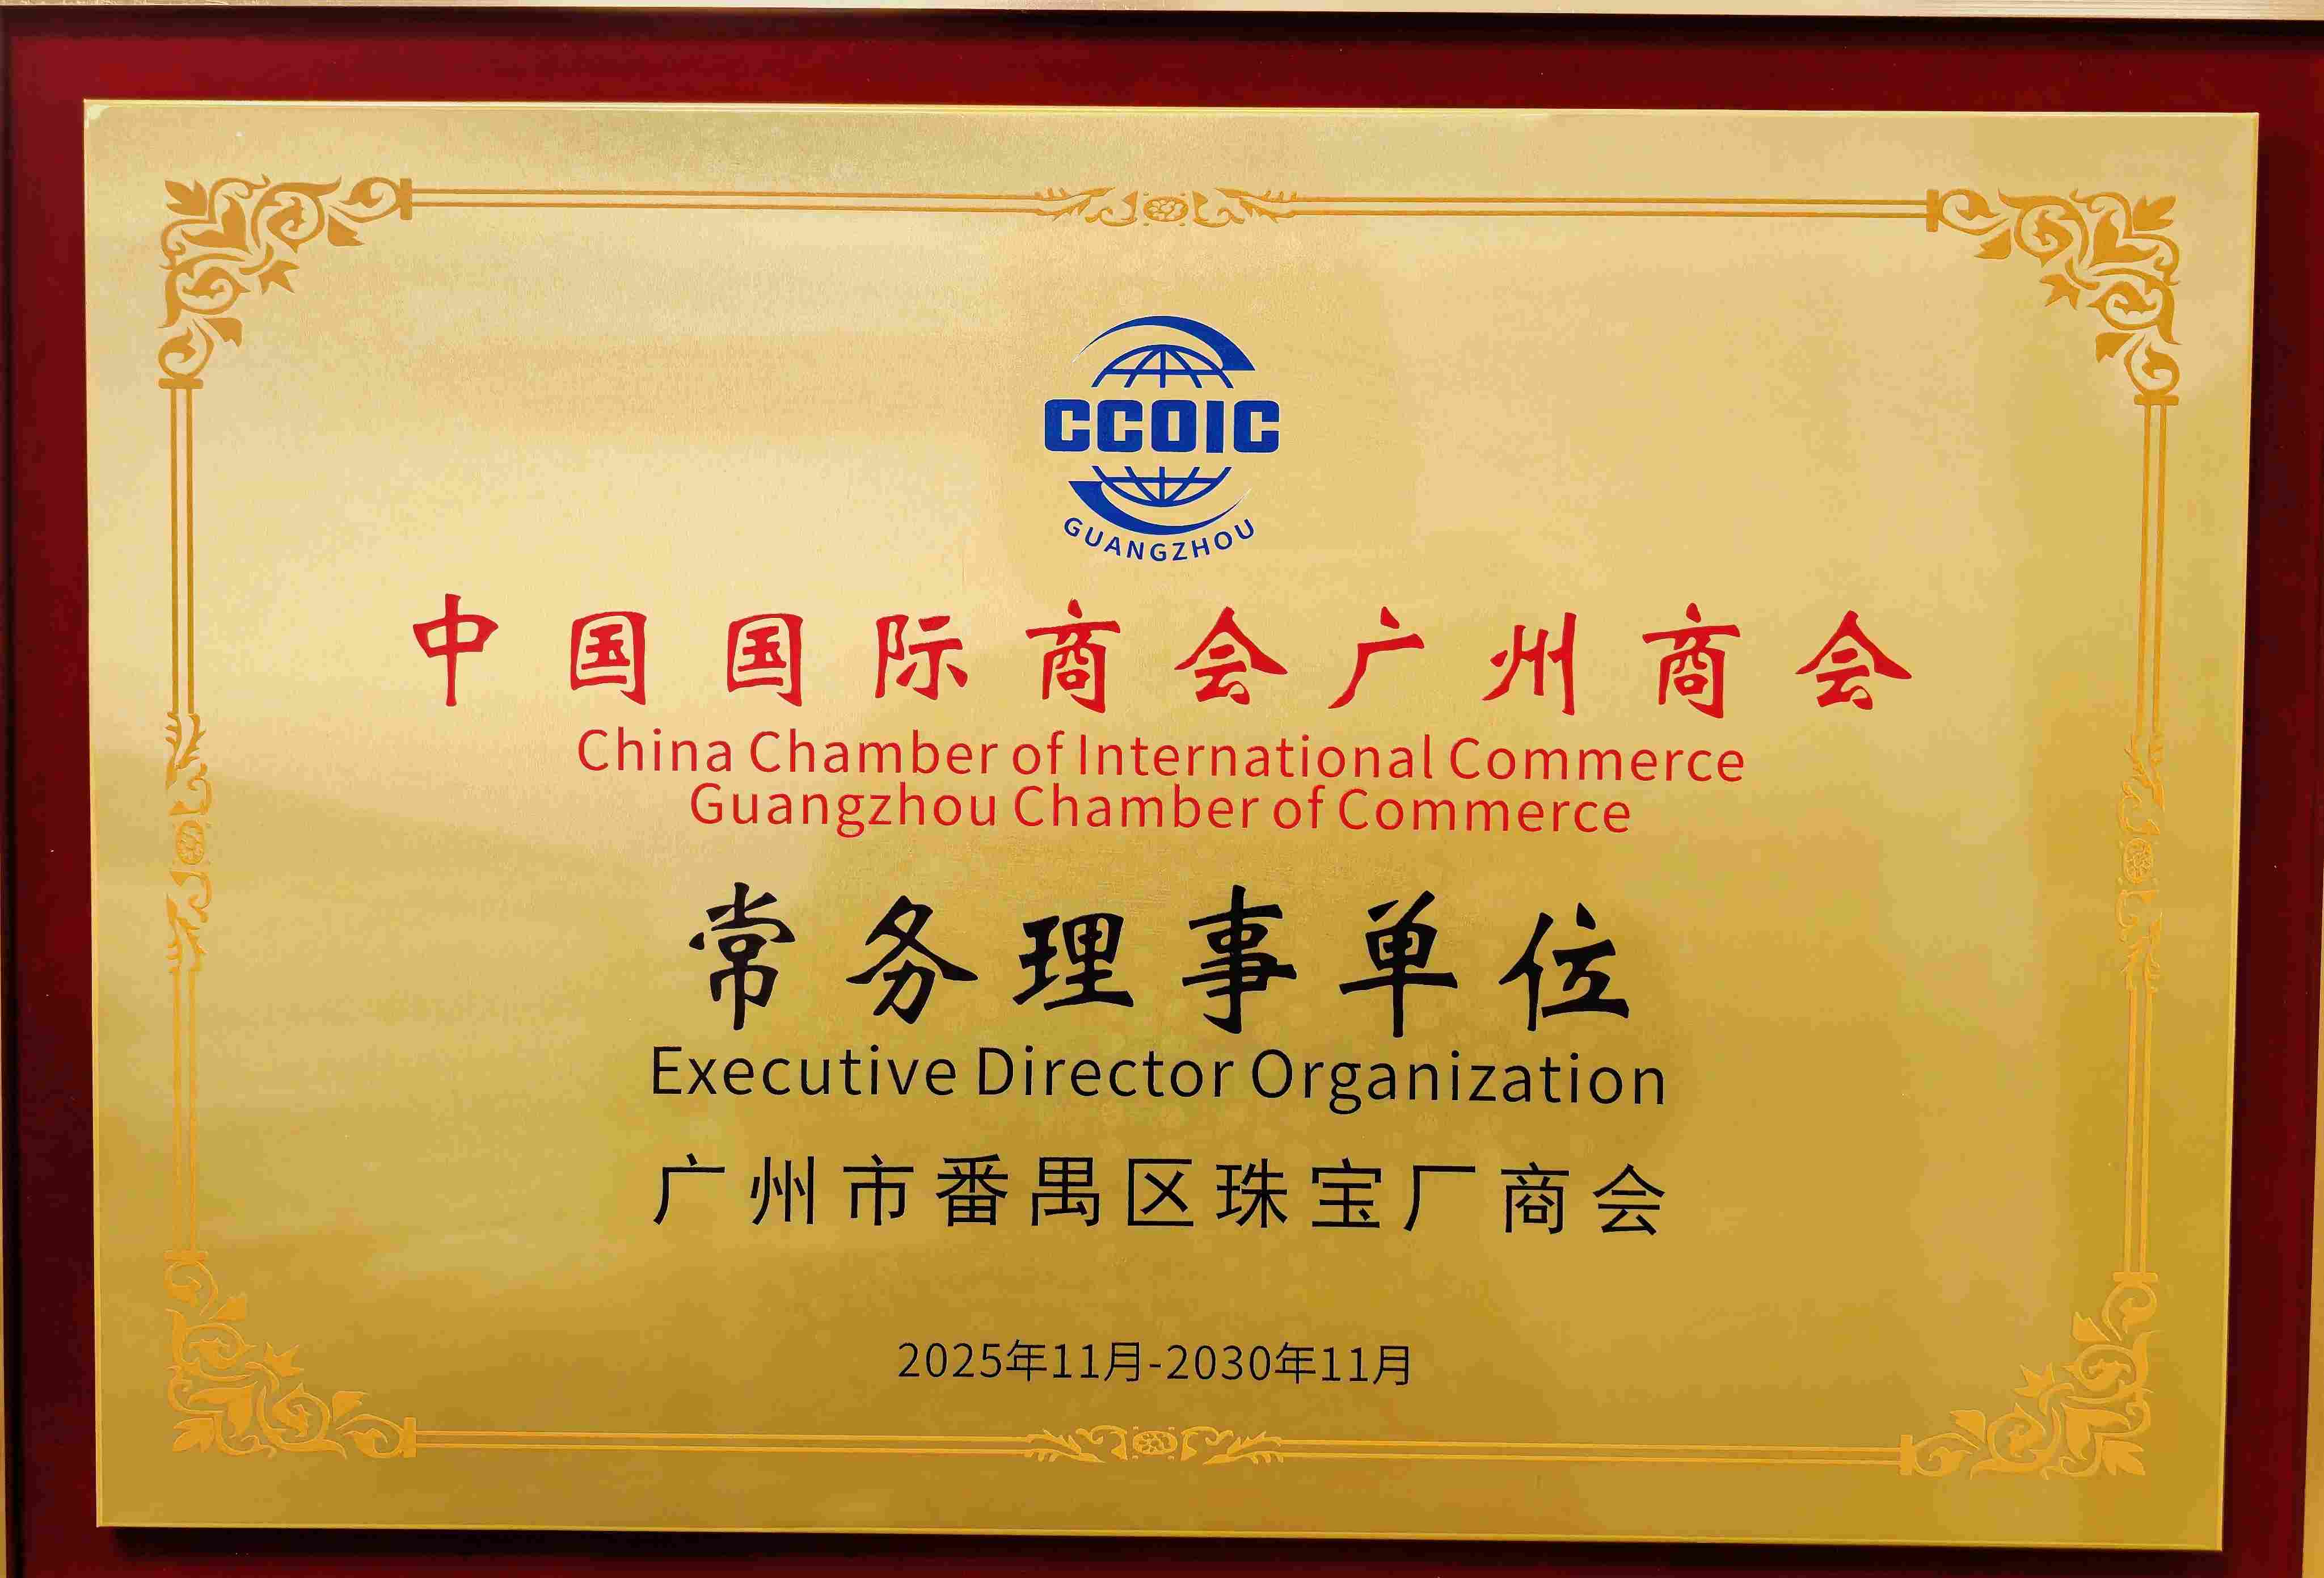 CCOIC
GUANGZHOU
中国国际商会广州商会
China Chamber of International Commerce
Guangzhou Chamber of Commerce
常务理事单位
Executive Director Organization
广州市番禺区珠宝厂商会
2025年11月-2030年11月